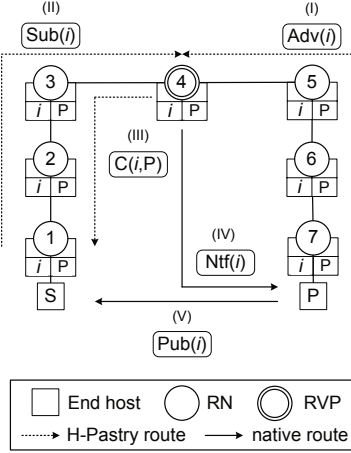 (II)
(I)
Sub(i)
Adv(i)
3
4
5
i P
i P
i P
(III)
2
C(i,P)
6
i P
i P
1
(IV)
7
i P
Ntf(i)
i P
S
P
(V)
Pub(i)
End host
RN
RVP
H-Pastry route
native route